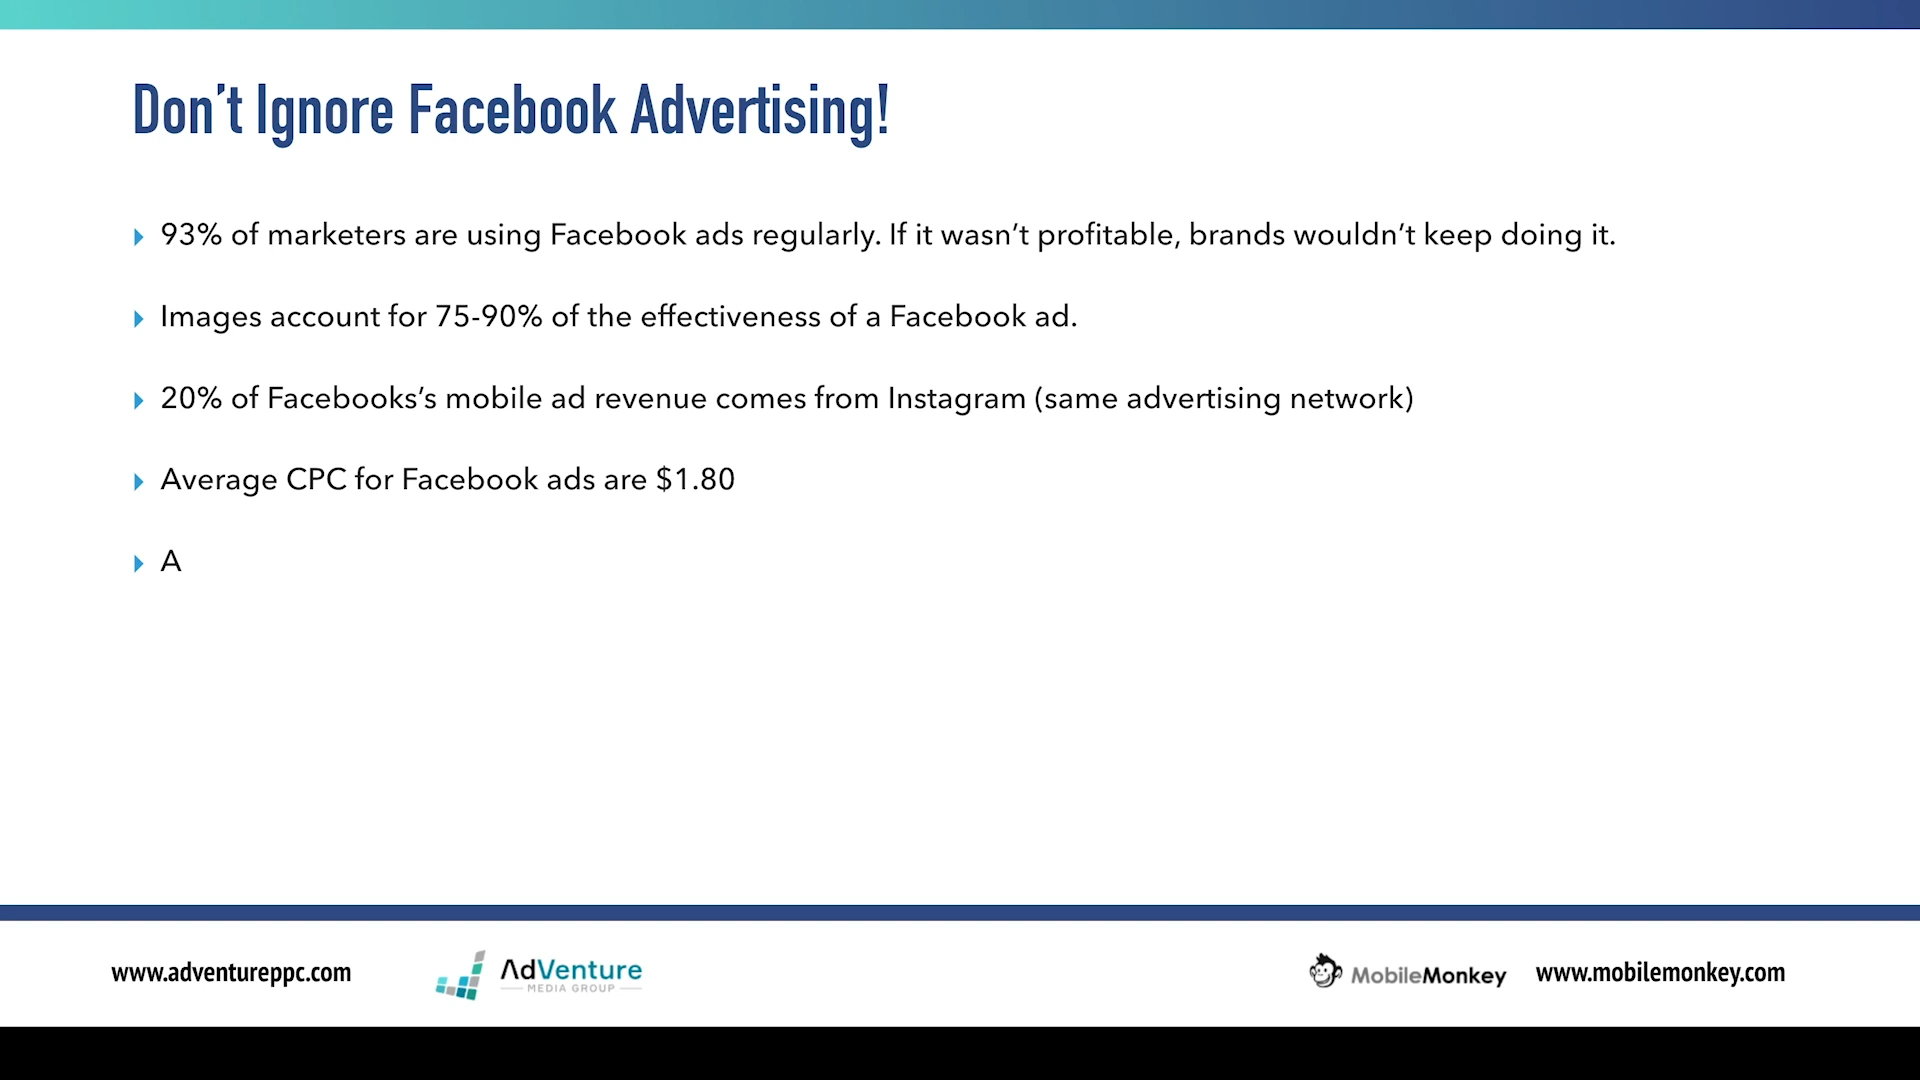 Don’t Ignore Facebook Advertising!
93% of marketers are using Facebook ads regularly. If it wasn’t profitable, brands wouldn’t keep doing it.
Images account for 75-90% of the effectiveness of a Facebook ad.
20% of Facebooks’s mobile ad revenue comes from Instagram (same advertising network)
Average CPC for Facebook ads are $1.80
A
www.adventureppc.com
AdVenture
MEDIA GROUP
MobileMonkey
www.mobilemonkey.com